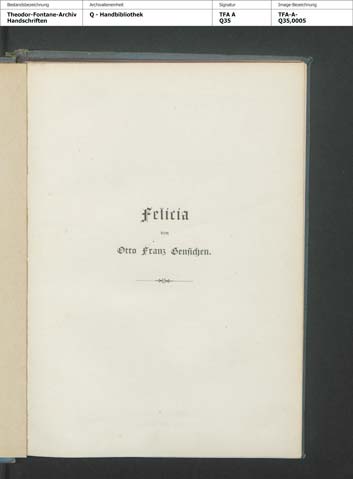 Bestandsbezeichnung Archivalieneinheit Signatur Image-Bezeichnung
Theodor-Fontane-Archiv Q - Handbibliothek TFA A TFA-A-
Handschriften Q35 Q35,0005
Felicia
von
Otto Franz Gensichen.